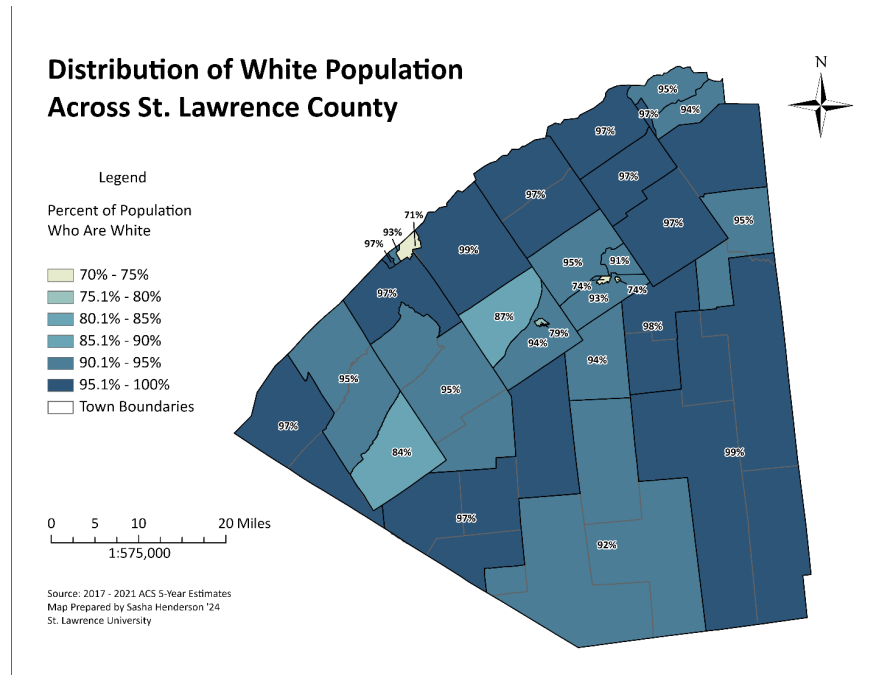 Distribution of White Population
Across St. Lawrence County
N
Legend
Percent of Population
Who Are White
70% - 75%
75.1% - 80%
80.1% - 85%
85.1% - 90%
90.1% - 95%
95.1% - 100%
Town Boundaries
95%
94%
97%
97%
97%
97%
97%
95%
71%
93%
97%
99%
97%
95%
91%
74%
74%
93%
87%
79%
94%
98%
94%
95%
95%
97%
84%
99%
97%
92%
0 5 10 20 Miles
1:575,000
Source: 2017 - 2021 ACS 5-Year Estimates
Map Prepared by Sasha Henderson '24
St. Lawrence University